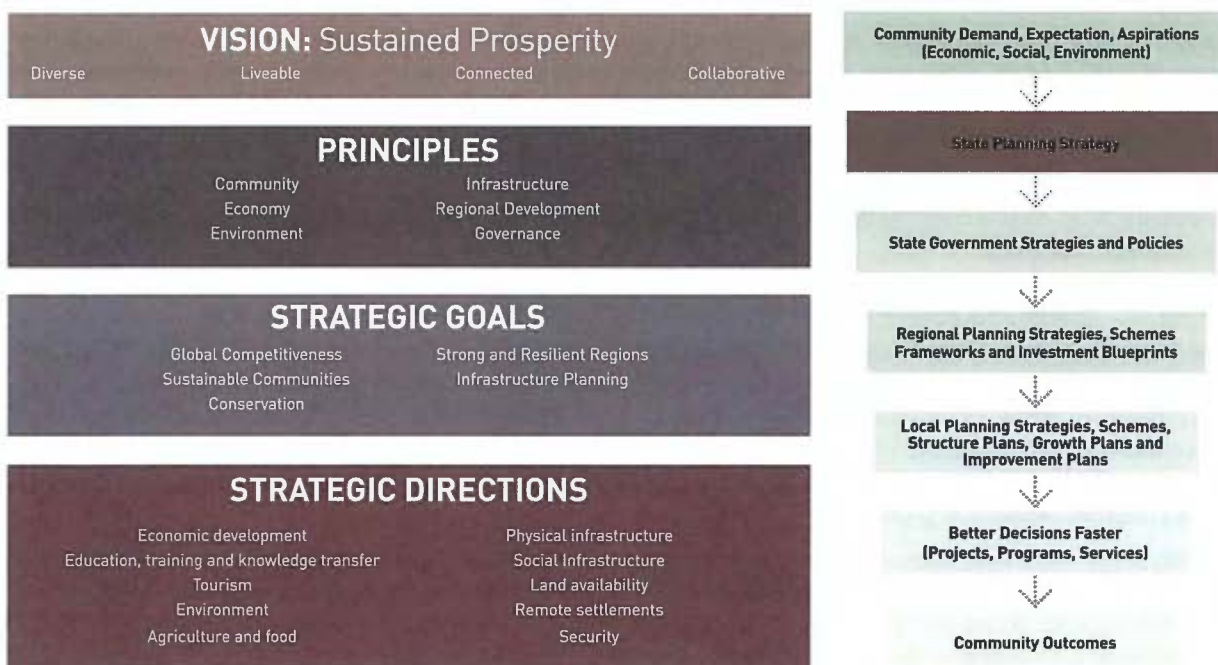 VISION: Sustained Prosperity
Diverse Liveable Connected Collaborative
PRINCIPLES
Community Infrastructure
Economy Regional Development
Environment Governance
STRATEGIC GOALS
Global Competitiveness Strong and Resilient Regions
Sustainable Communities Infrastructure Planning
Conservation
STRATEGIC DIRECTIONS
Economic development Physical infrastructure
Education, training and knowledge transfer Social Infrastructure
Tourism Land availability
Environment Remote settlements
Agriculture and food Security
Community Demand, Expectation, Aspirations
(Economic, Social, Environment)
State Planning Strategy
State Government Strategies and Policies
Regional Planning Strategies, Schemes
Frameworks and Investment Blueprints
Local Planning Strategies, Schemes,
Structure Plans, Growth Plans and
Improvement Plans
Better Decisions Faster
(Projects, Programs, Services)
Community Outcomes